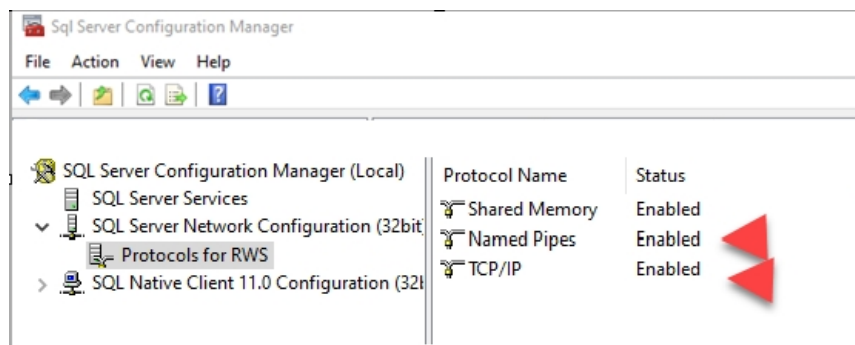 Sql Server Configuration Manager
File Action View Help
SQL Server Configuration Manager (Local)
SQL Server Services
SQL Server Network Configuration (32bit
Protocols for RWS
SQL Native Client 11.0 Configuration (32
Protocol Name Status
Shared Memory Enabled
Named Pipes Enabled
TCP/IP Enabled